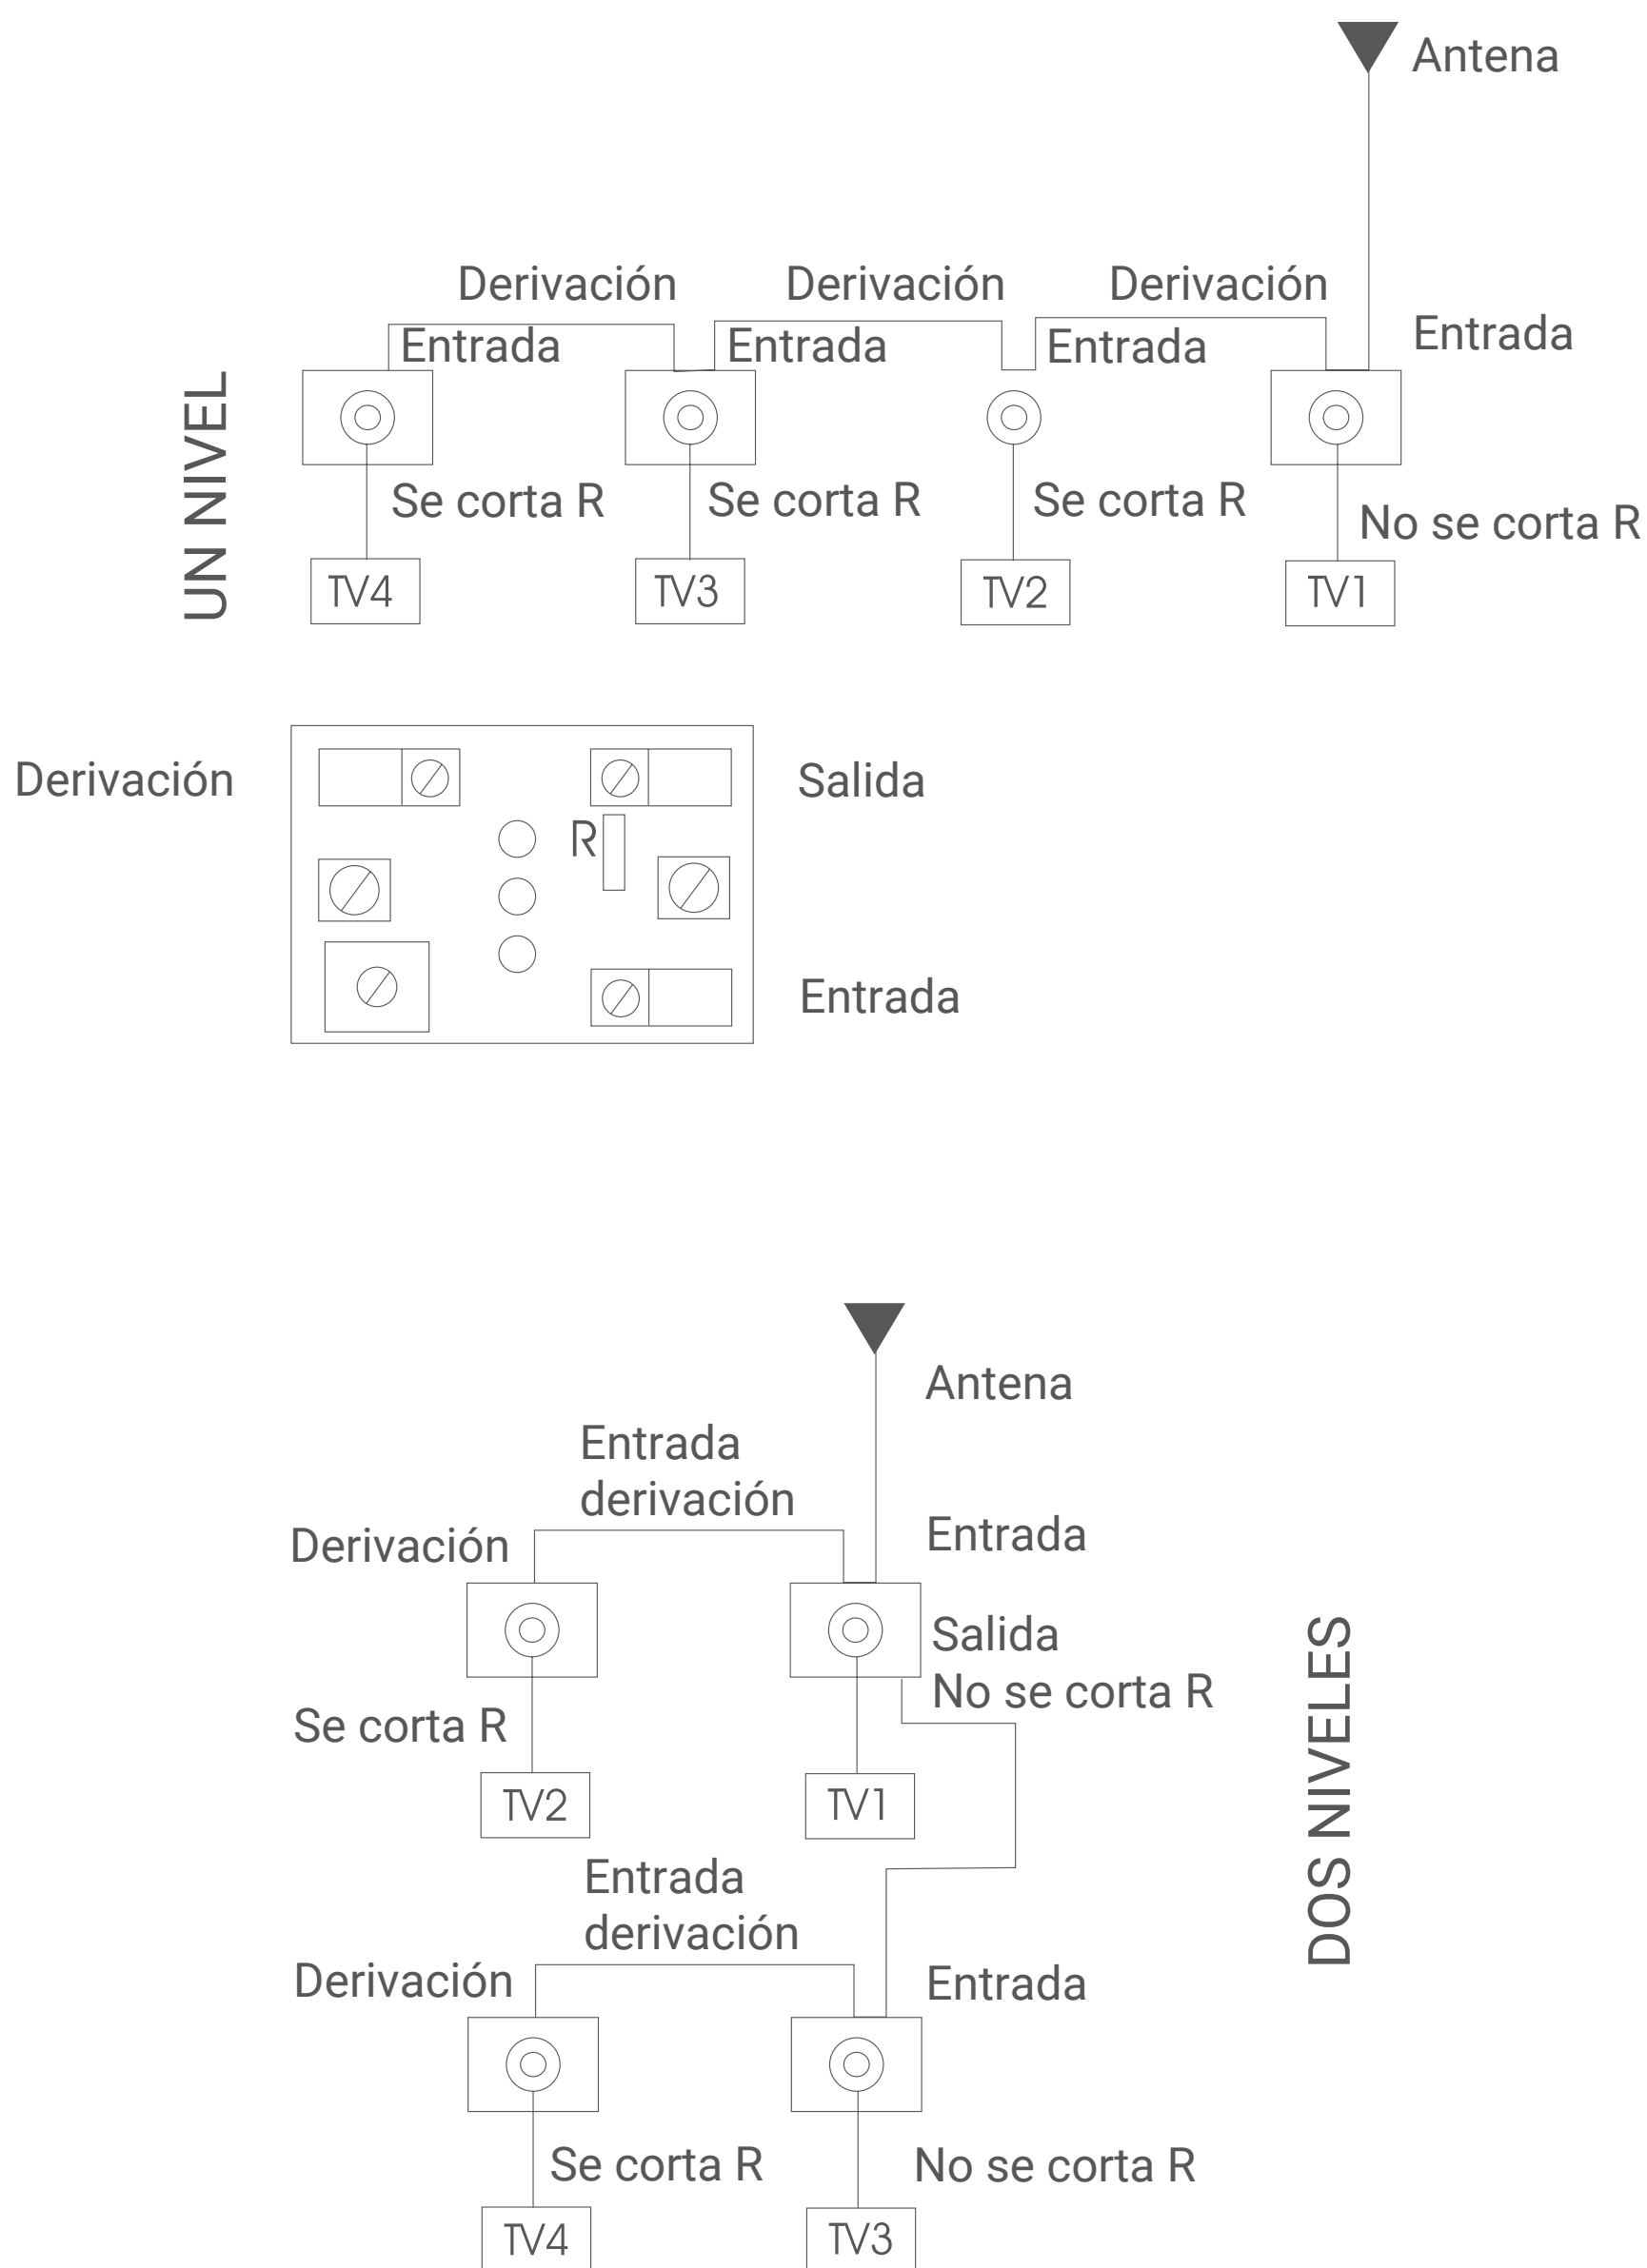 Antena
Derivación
Derivación
Derivación
Entrada
Entrada
Entrada
Entrada
UN NIVEL
Se corta R
Se corta R
Se corta R
No se corta R
TV4
TV3
TV2
TV1
Derivación
Salida
R
Entrada
Antena
Entrada
derivación
Derivación
Entrada
Salida
No se corta R
Se corta R
TV2
TV1
DOS NIVELES
Entrada
derivación
Derivación
Entrada
Se corta R
No se corta R
TV4
TV3